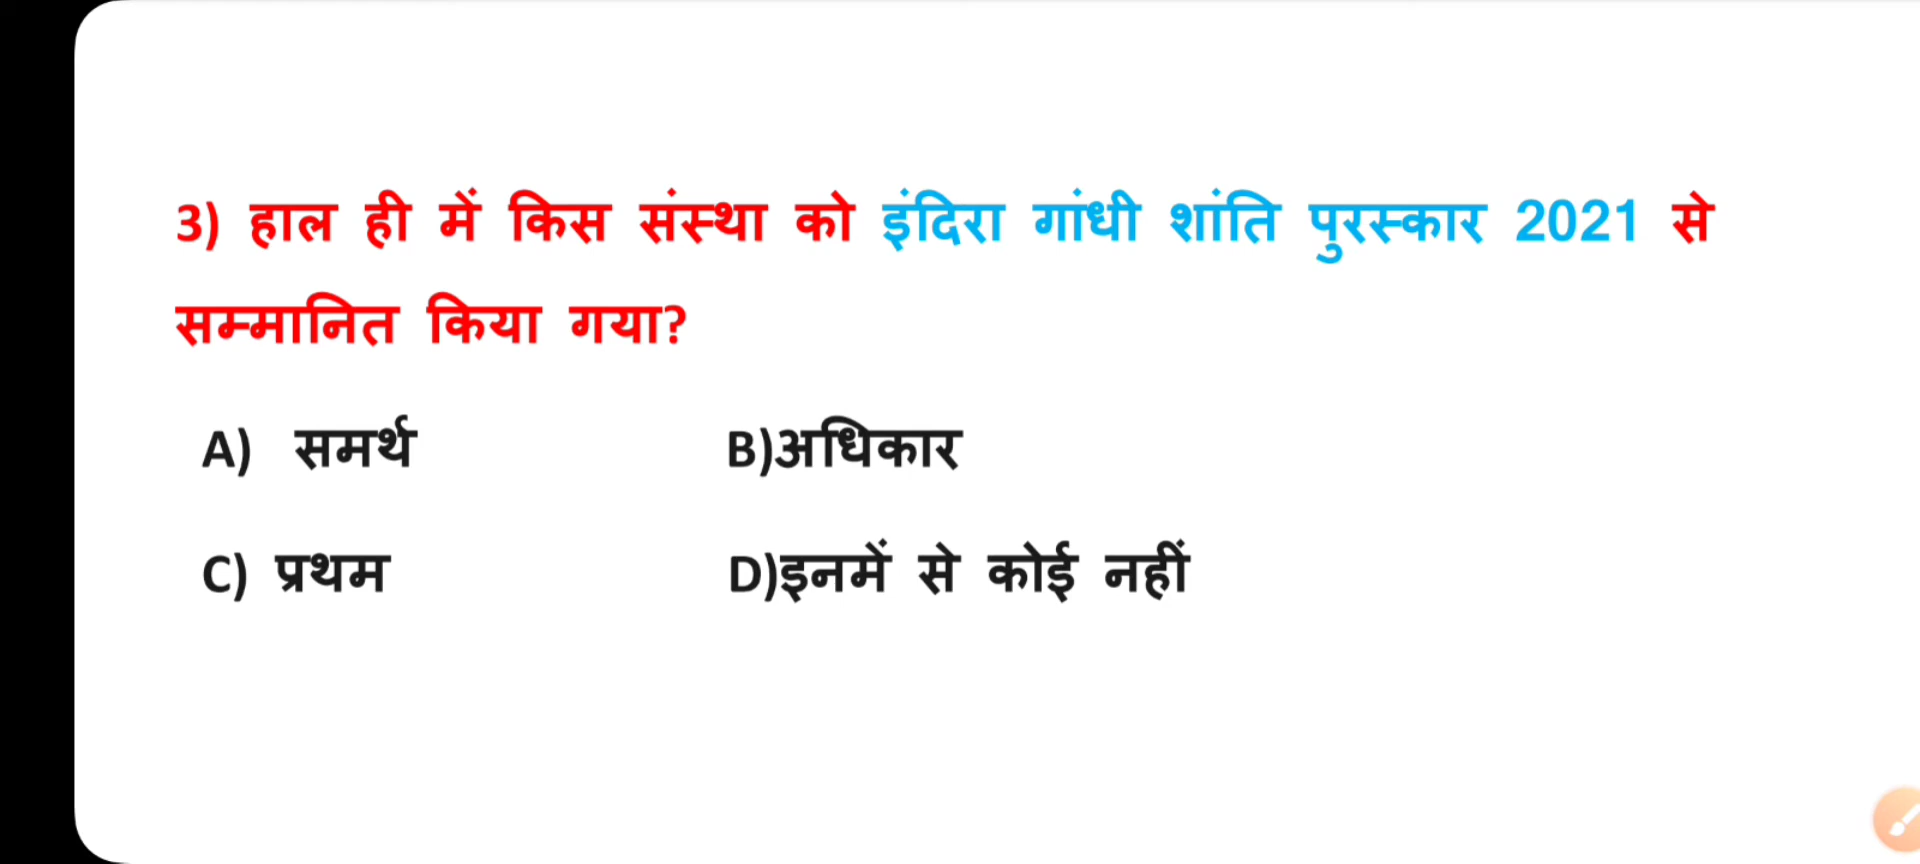 3) हाल ही में किस संस्था को इंदिरा गांधी शांति पुरस्कार 2021 से
सम्मानित किया गया?
A) समर्थ B)अधिकार
C) प्रथम D)इनमें से कोई नहीं